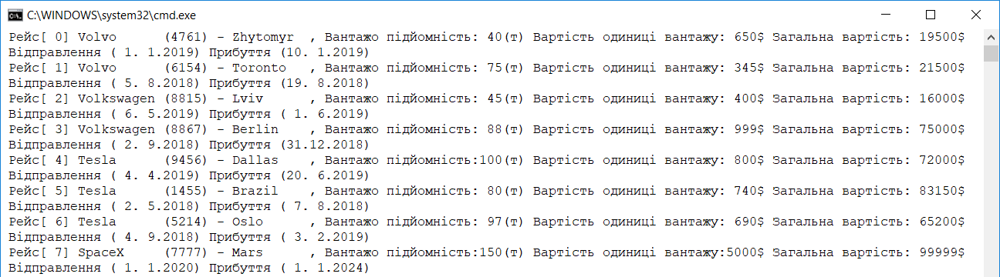 C:\WINDOWS\system32\cmd.exe
Рейс[ 0] Volvo      (4761) - Zhytomyr  , Вантажо підйомність: 40(т) Вартість одиниці вантажу: 650$ Загальна вартість: 19500$
Відправлення ( 1. 1.2019) Прибуття (10. 1.2019)
Рейс[ 1] Volvo      (6154) - Toronto   , Вантажо підйомність: 75(т) Вартість одиниці вантажу: 345$ Загальна вартість: 21500$
Відправлення ( 5. 8.2018) Прибуття (19. 8.2018)
Рейс[ 2] Volkswagen (8815) - Lviv      , Вантажо підйомність: 45(т) Вартість одиниці вантажу: 400$ Загальна вартість: 16000$
Відправлення ( 6. 5.2019) Прибуття ( 1. 6.2019)
Рейс[ 3] Volkswagen (8867) - Berlin    , Вантажо підйомність: 88(т) Вартість одиниці вантажу: 999$ Загальна вартість: 75000$
Відправлення ( 2. 9.2018) Прибуття (31.12.2018)
Рейс[ 4] Tesla      (9456) - Dallas    , Вантажо підйомність:100(т) Вартість одиниці вантажу: 800$ Загальна вартість: 72000$
Відправлення ( 4. 4.2019) Прибуття (20. 6.2019)
Рейс[ 5] Tesla      (1455) - Brazil    , Вантажо підйомність: 80(т) Вартість одиниці вантажу: 740$ Загальна вартість: 83150$
Відправлення ( 2. 5.2018) Прибуття ( 7. 8.2018)
Рейс[ 6] Tesla      (5214) - Oslo      , Вантажо підйомність: 97(т) Вартість одиниці вантажу: 690$ Загальна вартість: 65200$
Відправлення ( 4. 9.2018) Прибуття ( 3. 2.2019)
Рейс[ 7] SpaceX     (7777) - Mars      , Вантажо підйомність:150(т) Вартість одиниці вантажу:5000$ Загальна вартість: 99999$
Відправлення ( 1. 1.2020) Прибуття ( 1. 1.2024)